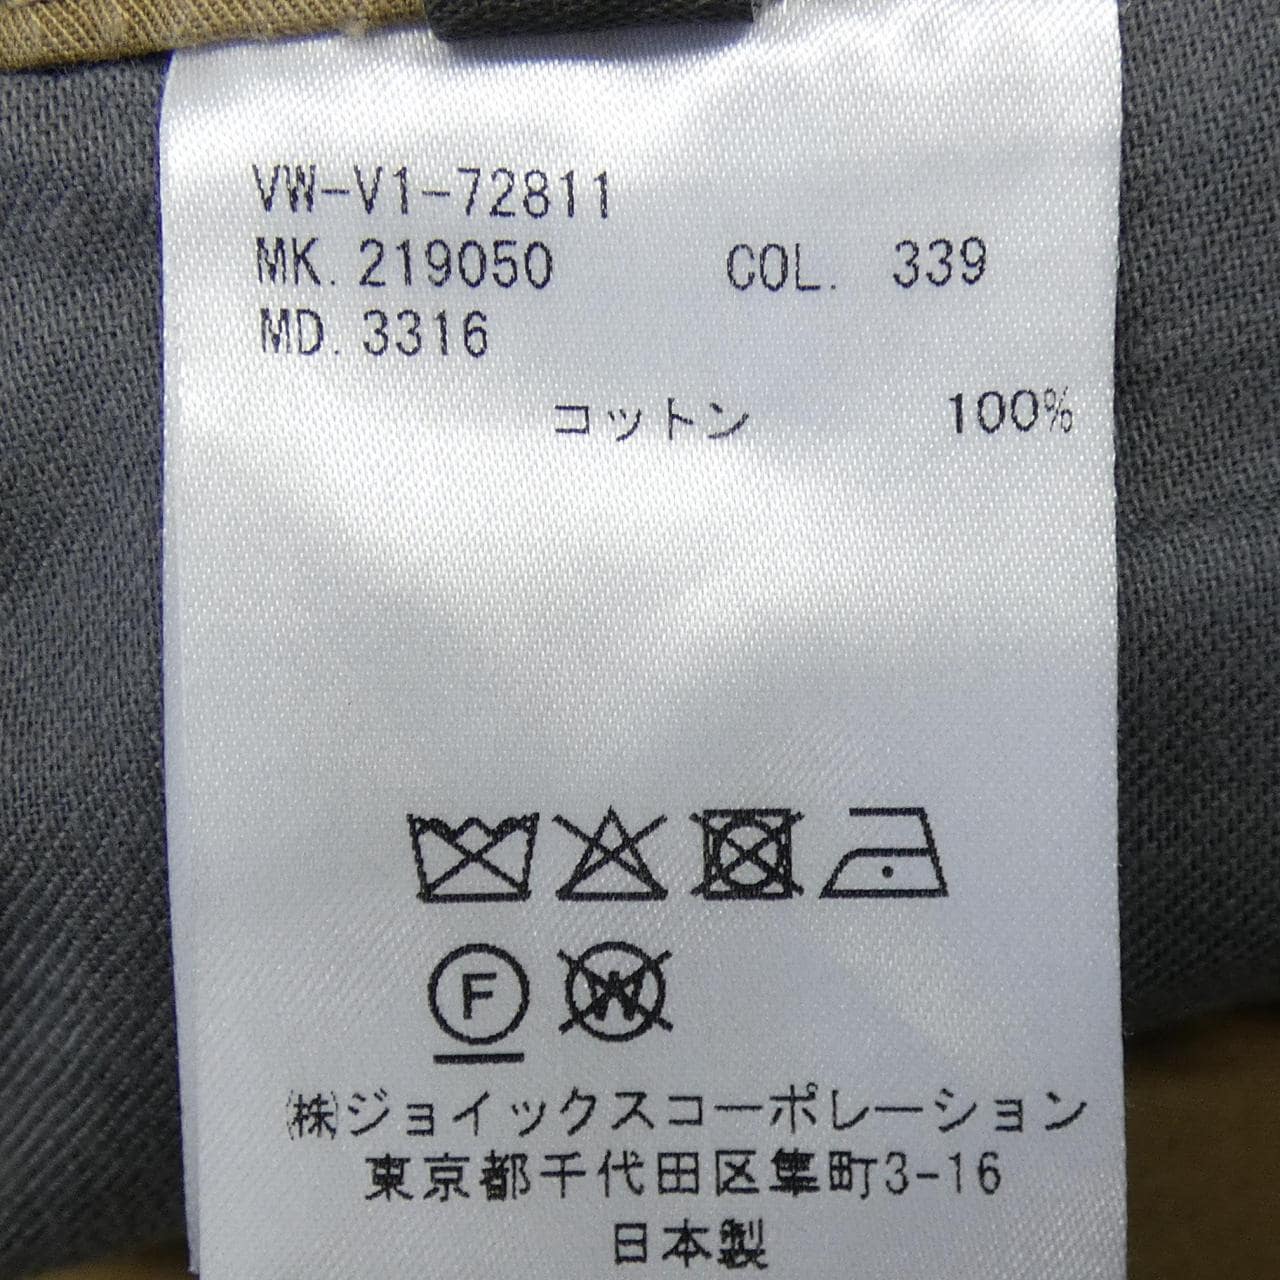 VW-V1-72811
MK. 219050 COL. 339
MD. 3316
コットン 100%
F
W
㈱ジョイックスコーポレーション
東京都千代田区隼町3-16
日本製